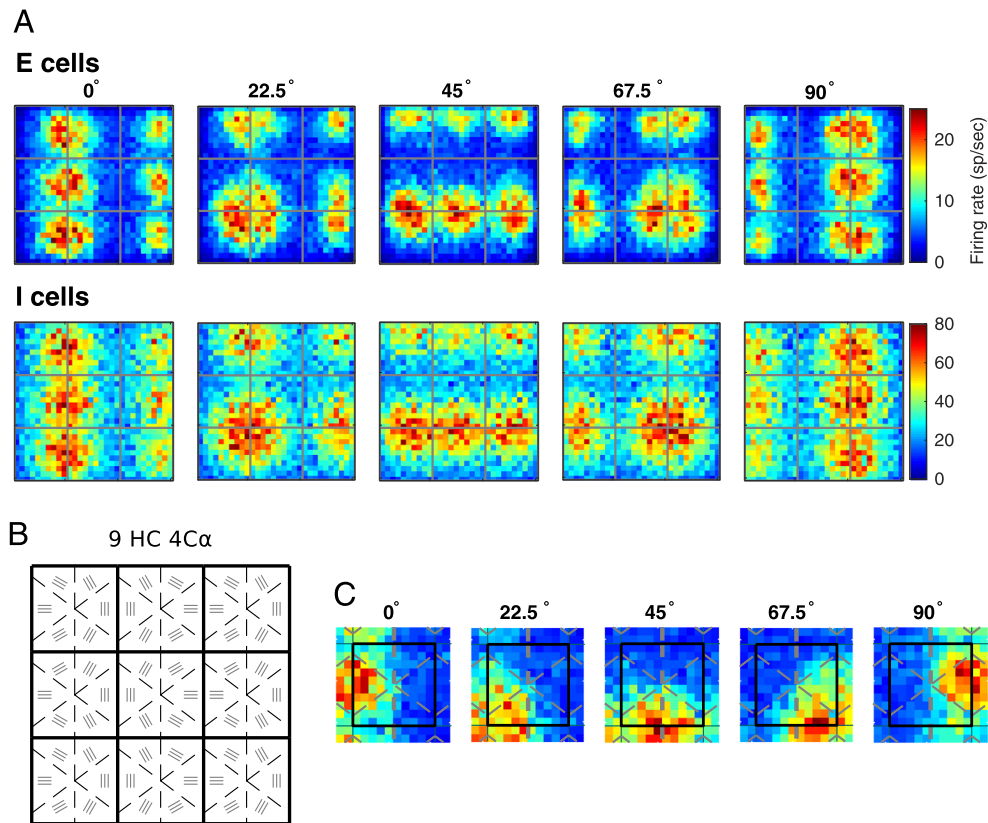 A
E cells
0° 22.5° 45° 67.5° 90°
20
10
0
Firing rate (sp/sec)
I cells
80
60
40
20
0
B
9 HC 4Cα
C
0° 22.5° 45° 67.5° 90°